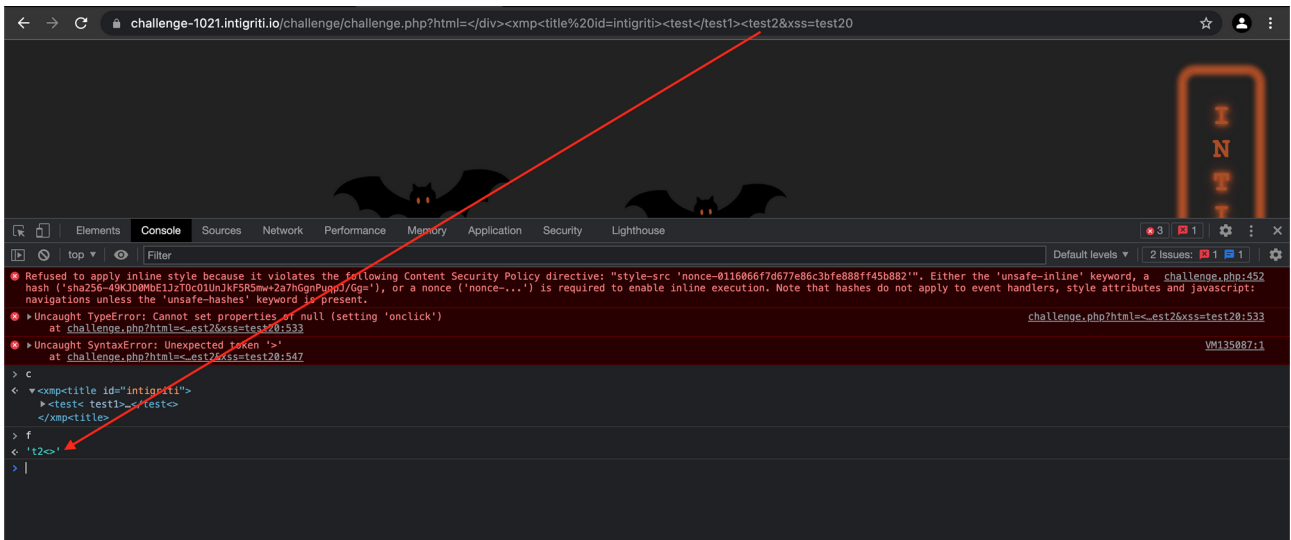 challenge-1021.intigriti.io/challenge/challenge.php?html=</div><xmp<title%20id=intigriti><test</test1><test2&xss=test20
I
N
T
I
Elements Console Sources Network Performance Memory Application Security Lighthouse 3 1
top ▼ Filter Default levels ▼ 2 Issues: 1 1
Refused to apply inline style because it violates the following Content Security Policy directive: "style-src 'nonce-0116066f7d677e86c3bfe888ff45b882'". Either the 'unsafe-inline' keyword, a challenge.php:452
hash ('sha256-49KJD0MbE1JzTOcO1UnJkF5R5mw+2a7hGgnPuqpJ/Gg='), or a nonce ('nonce-...') is required to enable inline execution. Note that hashes do not apply to event handlers, style attributes and javascript:
navigations unless the 'unsafe-hashes' keyword is present.
▶Uncaught TypeError: Cannot set properties of null (setting 'onclick') challenge.php?html=<…est2&xss=test20:533
at challenge.php?html=<…est2&xss=test20:533
▶Uncaught SyntaxError: Unexpected token '>' VM135087:1
at challenge.php?html=<…est2&xss=test20:547
> c
▼<xmp<title id="intigriti">
▶<test< test1>…</test<>
</xmp<title>
> f
't2<>'
>